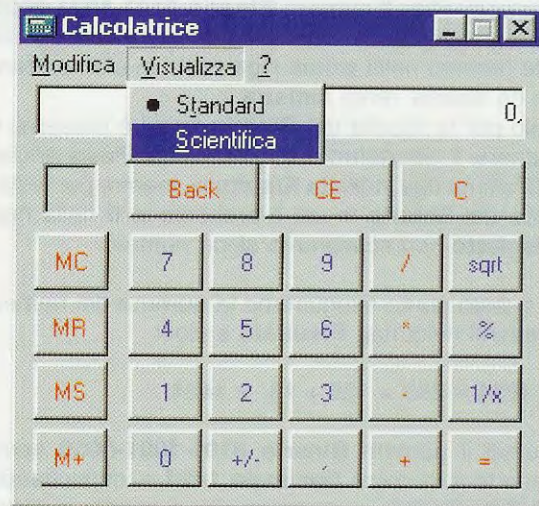 Calcolatrice
Modifica Visualizza ?
0,
Standard
Scientifica
Back CE C
MC 7 8 9 / sqrt
MR 4 5 6 * %
MS 1 2 3 - 1/x
M+ 0 +/- , + =